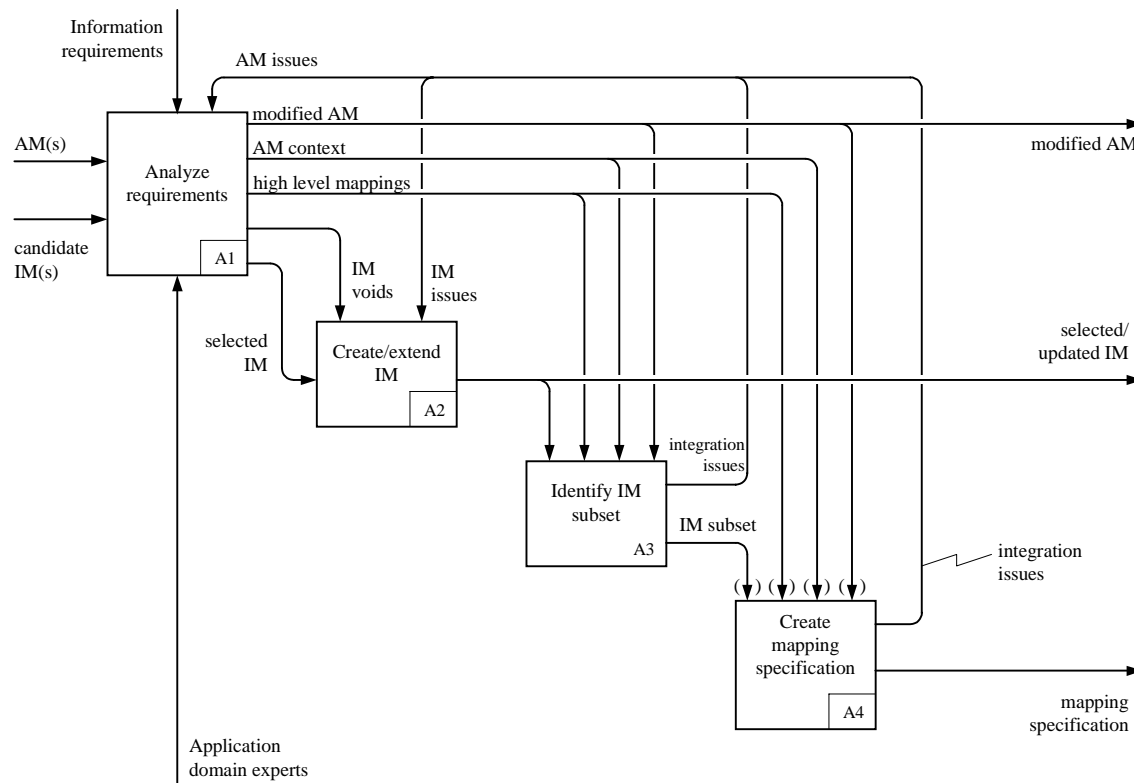 Information
requirements
AM issues
modified AM
modified AM
AM(s)
AM context
Analyze
requirements
high level mappings
candidate
IM(s)
A1
IM
voids
IM
issues
selected
IM
Create/extend
IM
A2
selected/
updated IM
integration
issues
Identify IM
subset
A3
IM subset
integration
issues
( ) ( ) ( ) ( )
Create
mapping
specification
A4
mapping
specification
Application
domain experts